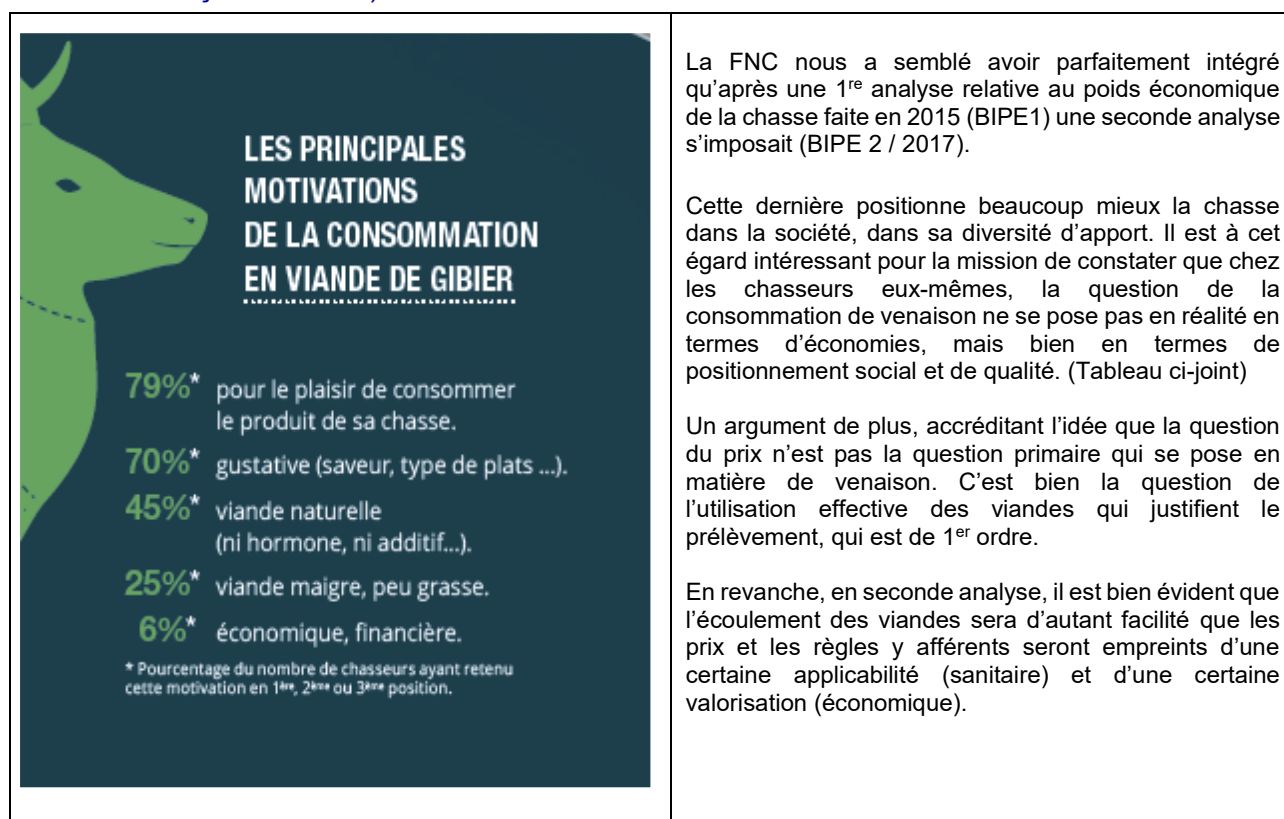 LES PRINCIPALES
MOTIVATIONS
DE LA CONSOMMATION
EN VIANDE DE GIBIER
79%* pour le plaisir de consommer
le produit de sa chasse.
70%* gustative (saveur, type de plats ...).
45%* viande naturelle
(ni hormone, ni additif...).
25%* viande maigre, peu grasse.
6%* économique, financière.
* Pourcentage du nombre de chasseurs ayant retenu
cette motivation en 1ère, 2ème ou 3ème position.
La FNC nous a semblé avoir parfaitement intégré
qu’après une 1re analyse relative au poids économique
de la chasse faite en 2015 (BIPE1) une seconde analyse
s’imposait (BIPE 2 / 2017).
Cette dernière positionne beaucoup mieux la chasse
dans la société, dans sa diversité d’apport. Il est à cet
égard intéressant pour la mission de constater que chez
les chasseurs eux-mêmes, la question de la
consommation de venaison ne se pose pas en réalité en
termes d’économies, mais bien en termes de
positionnement social et de qualité. (Tableau ci-joint)
Un argument de plus, accréditant l’idée que la question
du prix n’est pas la question primaire qui se pose en
matière de venaison. C’est bien la question de
l’utilisation effective des viandes qui justifient le
prélèvement, qui est de 1er ordre.
En revanche, en seconde analyse, il est bien évident que
l’écoulement des viandes sera d’autant facilité que les
prix et les règles y afférents seront empreints d’une
certaine applicabilité (sanitaire) et d’une certaine
valorisation (économique).